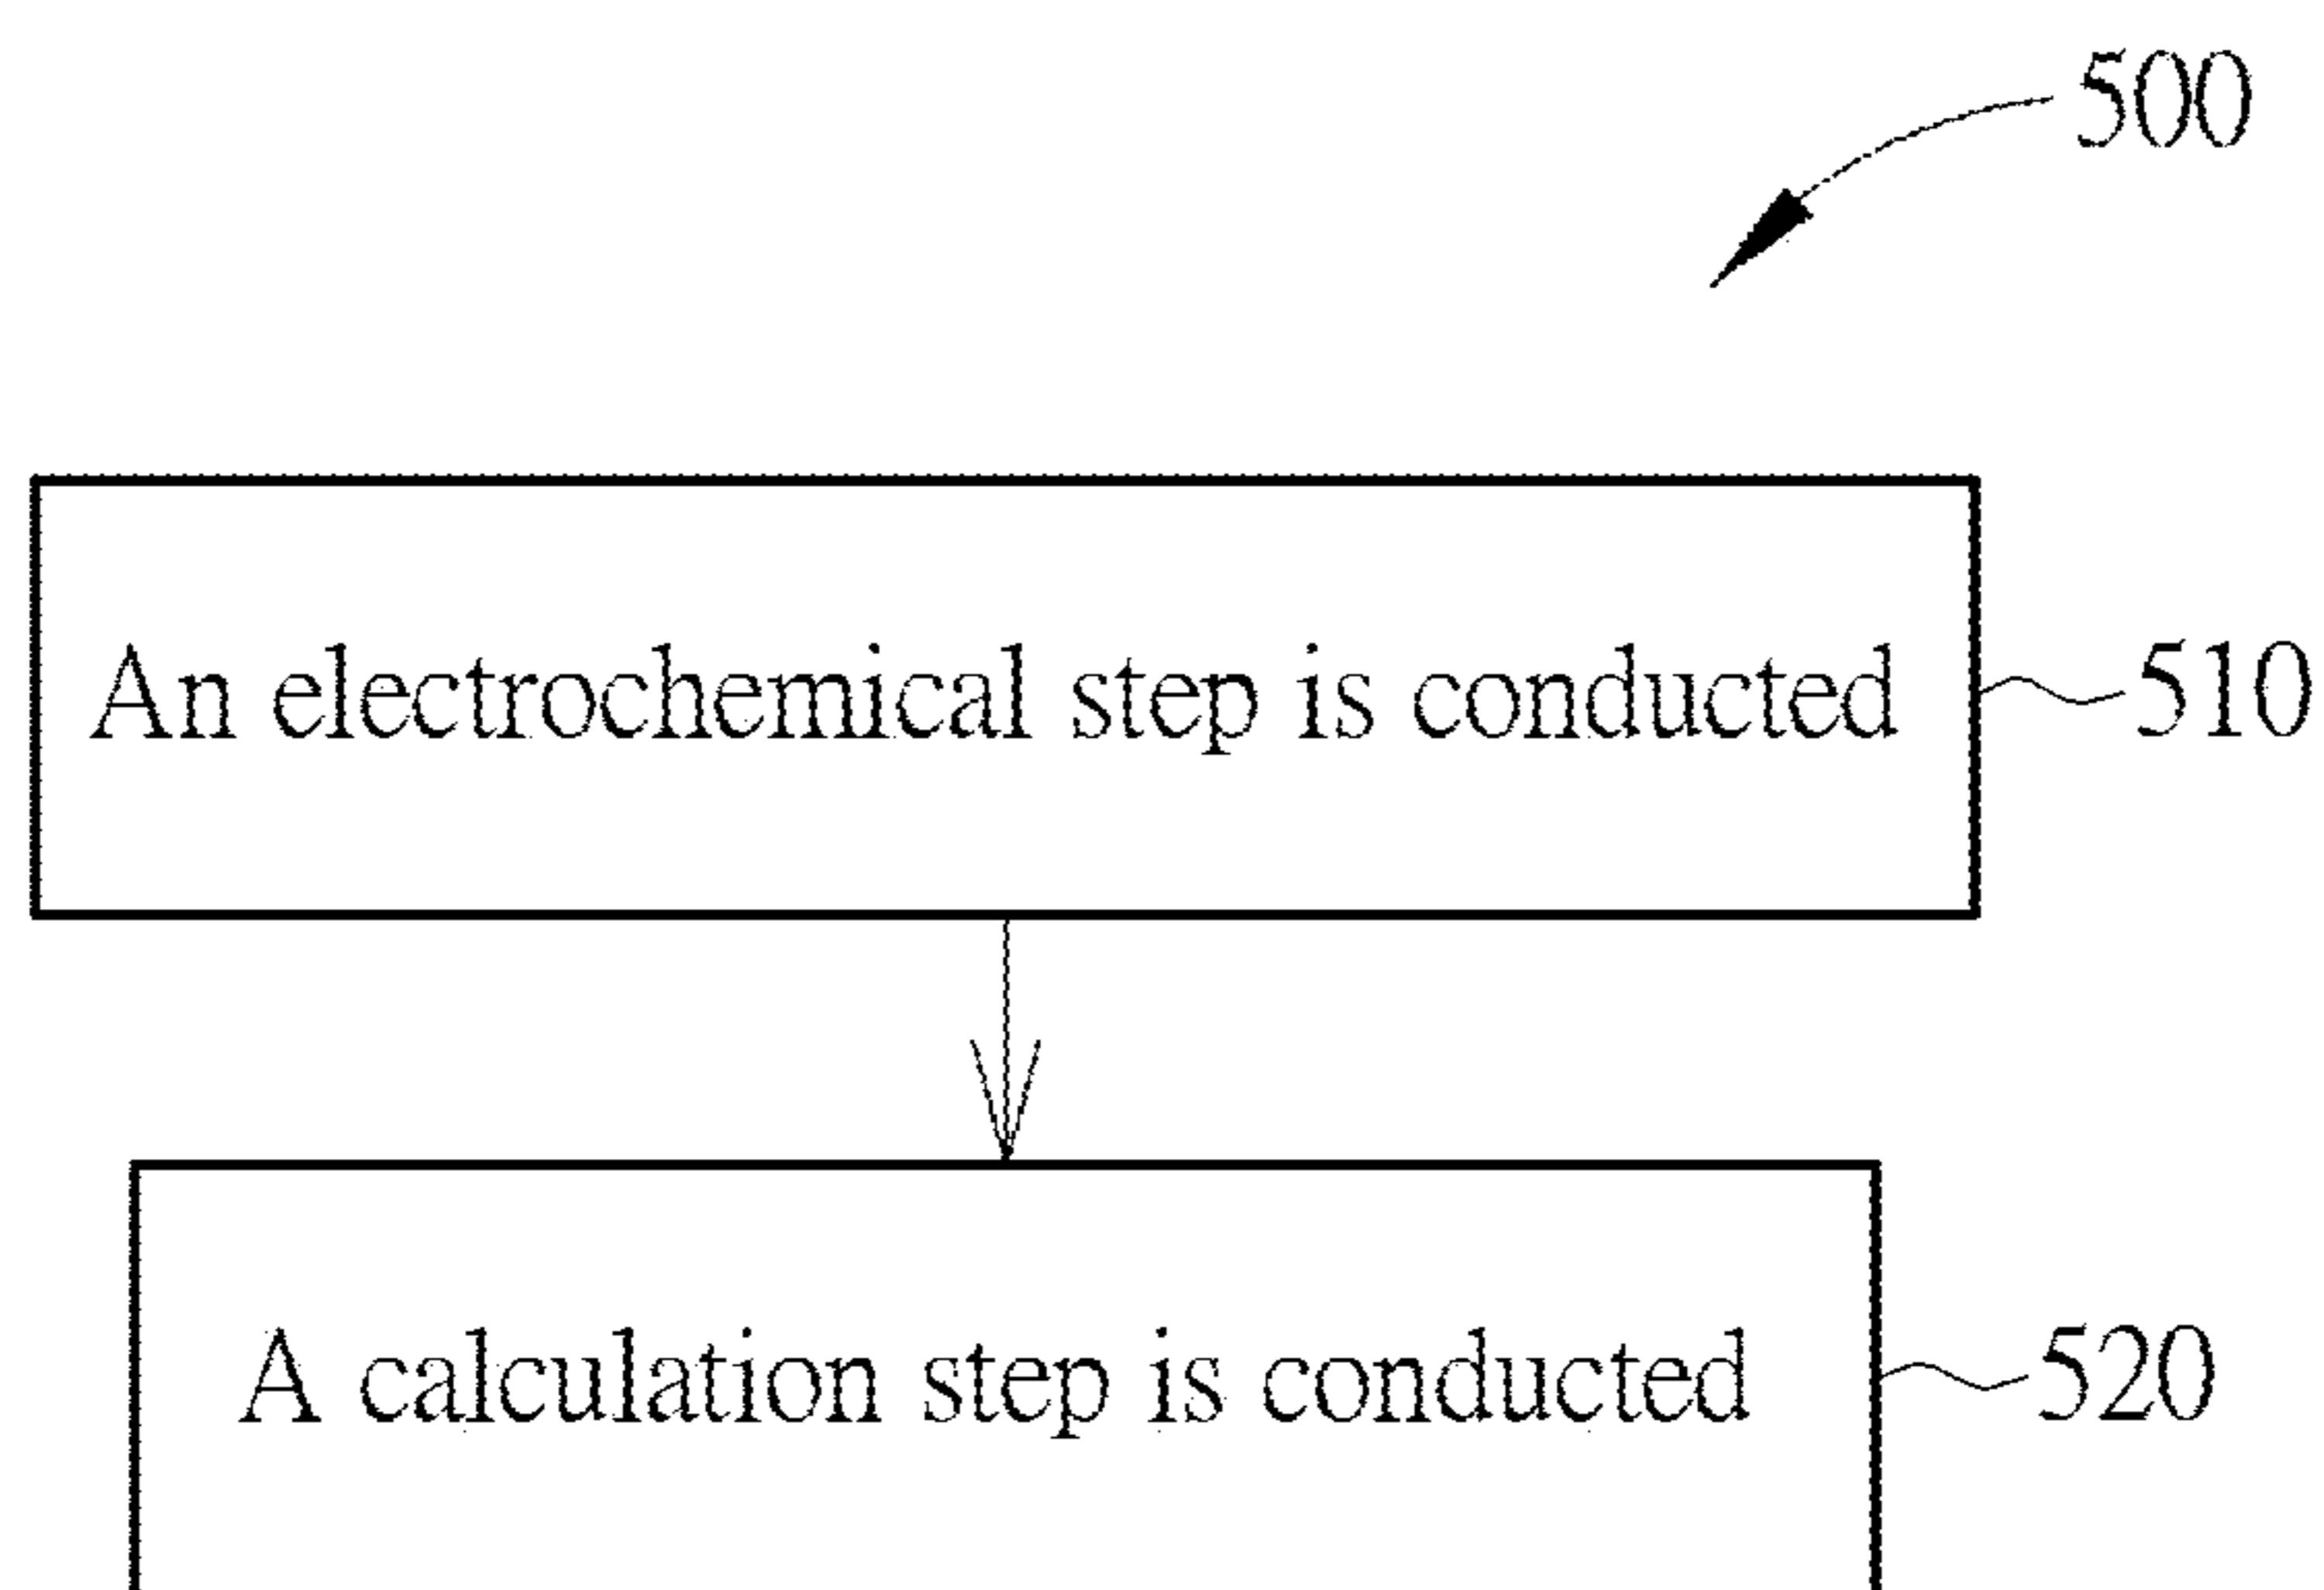 500
An electrochemical step is conducted
510
A calculation step is conducted
520